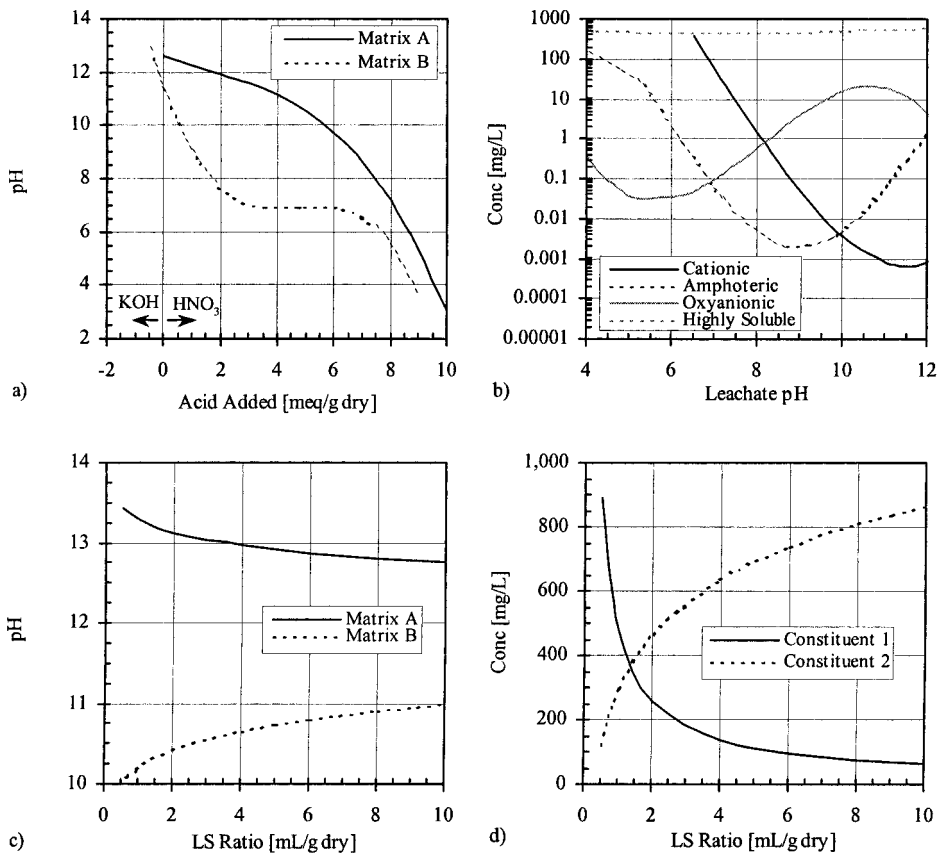 14
12
10
8
6
4
2
pH
Matrix A
Matrix B
KOH
HNO3
-2 0 2 4 6 8 10
a)
Acid Added [meq/g dry]
1000
100
10
1
0.1
0.01
0.001
0.0001
0.00001
Conc [mg/L]
Cationic
Amphoteric
Oxyanionic
Highly Soluble
4 6 8 10 12
b)
Leachate pH
14
13
12
11
10
pH
Matrix A
Matrix B
0 2 4 6 8 10
c)
LS Ratio [mL/g dry]
1,000
800
600
400
200
0
Conc [mg/L]
Constituent 1
Constituent 2
0 2 4 6 8 10
d)
LS Ratio [mL/g dry]